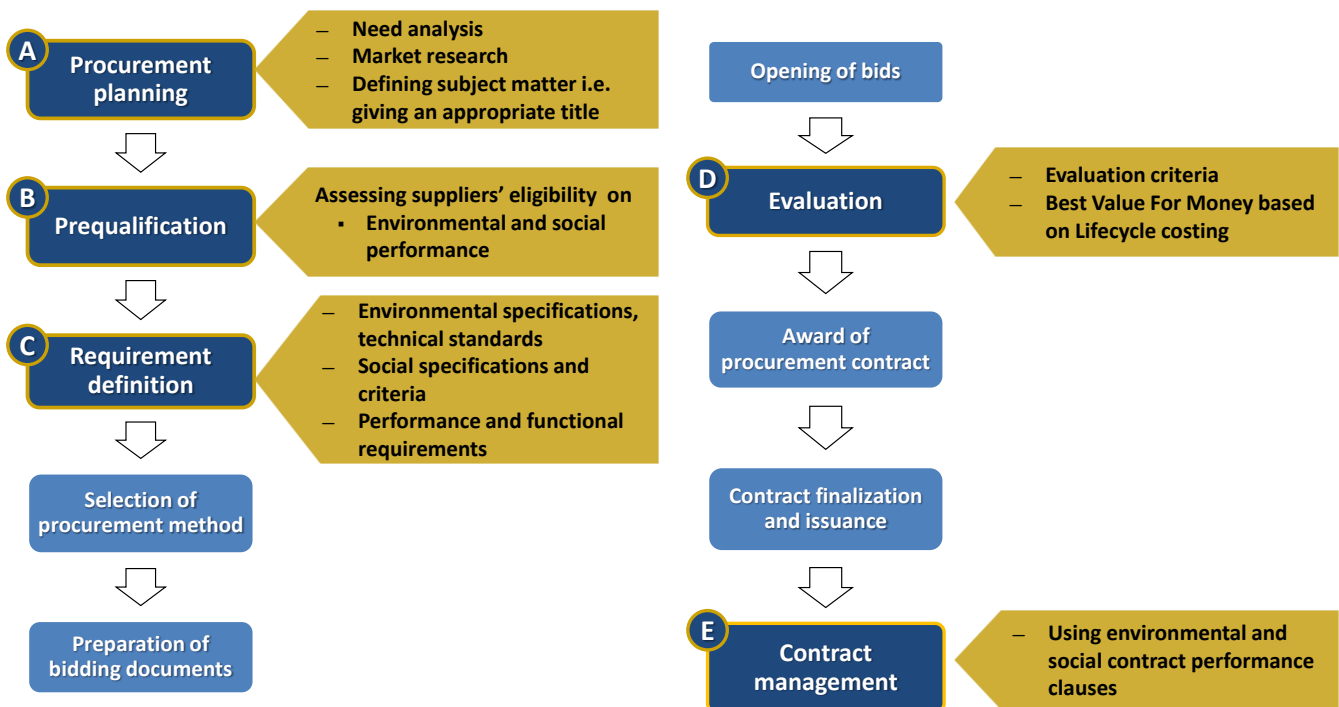 A
Procurement
planning
– Need analysis
– Market research
– Defining subject matter i.e.
giving an appropriate title
B
Prequalification
Assessing suppliers’ eligibility on
▪ Environmental and social
performance
C
Requirement
definition
– Environmental specifications,
technical standards
– Social specifications and
criteria
– Performance and functional
requirements
Selection of
procurement method
Preparation of
bidding documents
Opening of bids
D
Evaluation
– Evaluation criteria
– Best Value For Money based
on Lifecycle costing
Award of
procurement contract
Contract finalization
and issuance
E
Contract
management
– Using environmental and
social contract performance
clauses